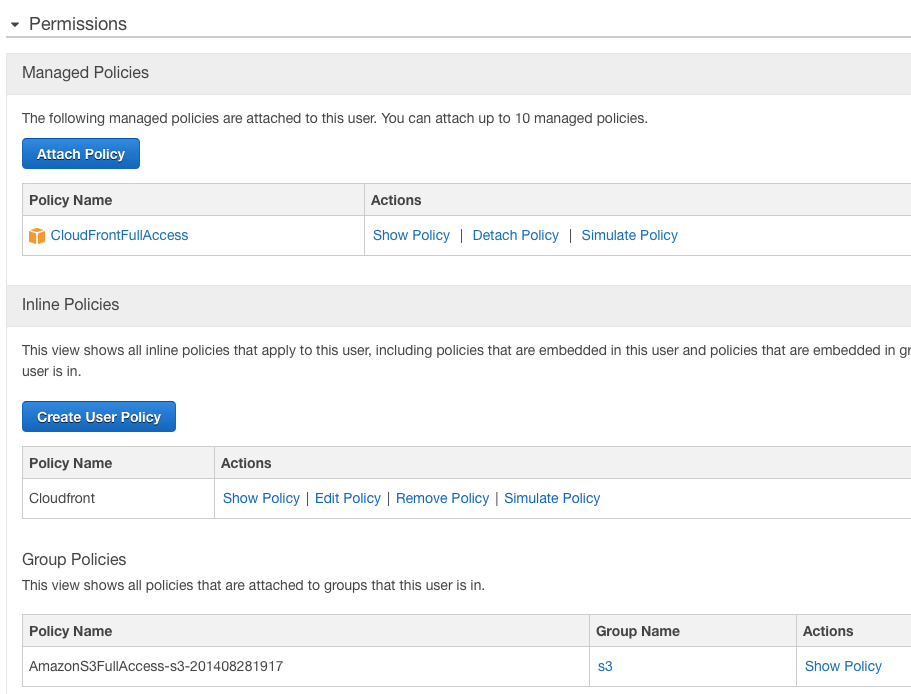 Permissions
Managed Policies
The following managed policies are attached to this user. You can attach up to 10 managed policies.
Attach Policy
Policy Name Actions
CloudFrontFullAccess Show Policy | Detach Policy | Simulate Policy
Inline Policies
This view shows all inline policies that apply to this user, including policies that are embedded in this user and policies that are embedded in gr
user is in.
Create User Policy
Policy Name Actions
Cloudfront Show Policy | Edit Policy | Remove Policy | Simulate Policy
Group Policies
This view shows all policies that are attached to groups that this user is in.
Policy Name Group Name Actions
AmazonS3FullAccess-s3-201408281917 s3 Show Policy